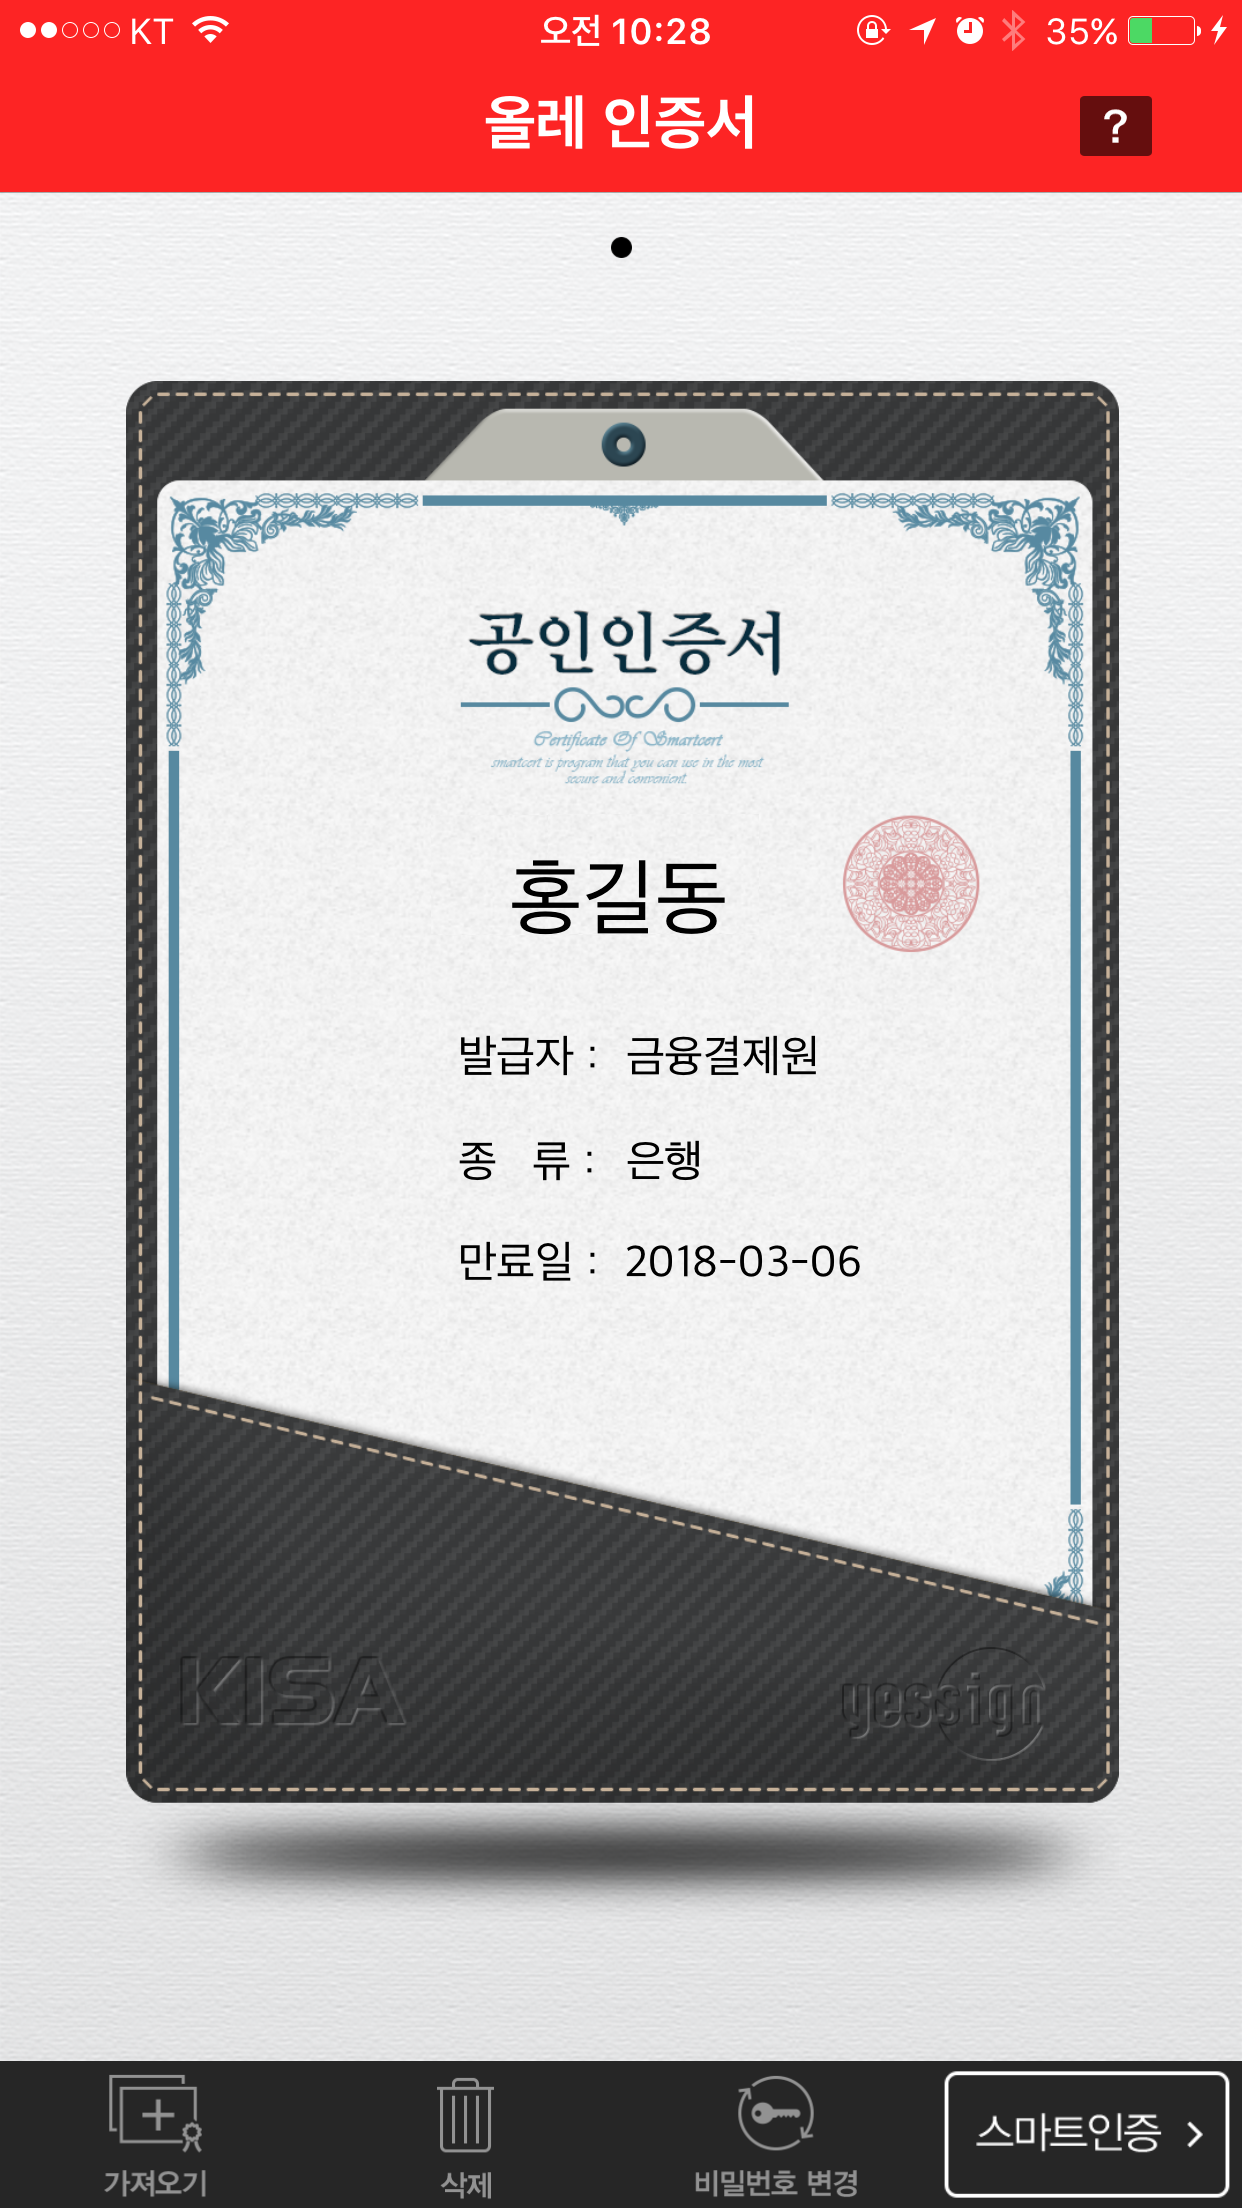 KT 오전 10:28 35%
올레 인증서
?
공인인증서
Certificate Of Smartcert
smartcert is program that you can use in the most
secure and convenient.
홍길동
발급자 : 금융결제원
종 류 : 은행
만료일 : 2018-03-06
KISA yessign
가져오기 삭제 비밀번호 변경 스마트인증 >